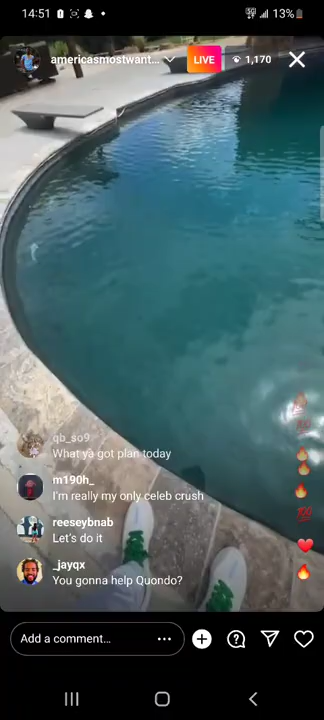 14:51
5G
13%
americasmostwant...
LIVE
1,170
qb_so9
What ya got plan today
m190h_
I'm really my only celeb crush
reeseybnab
Let's do it
_jayqx
You gonna help Quondo?
Add a comment...